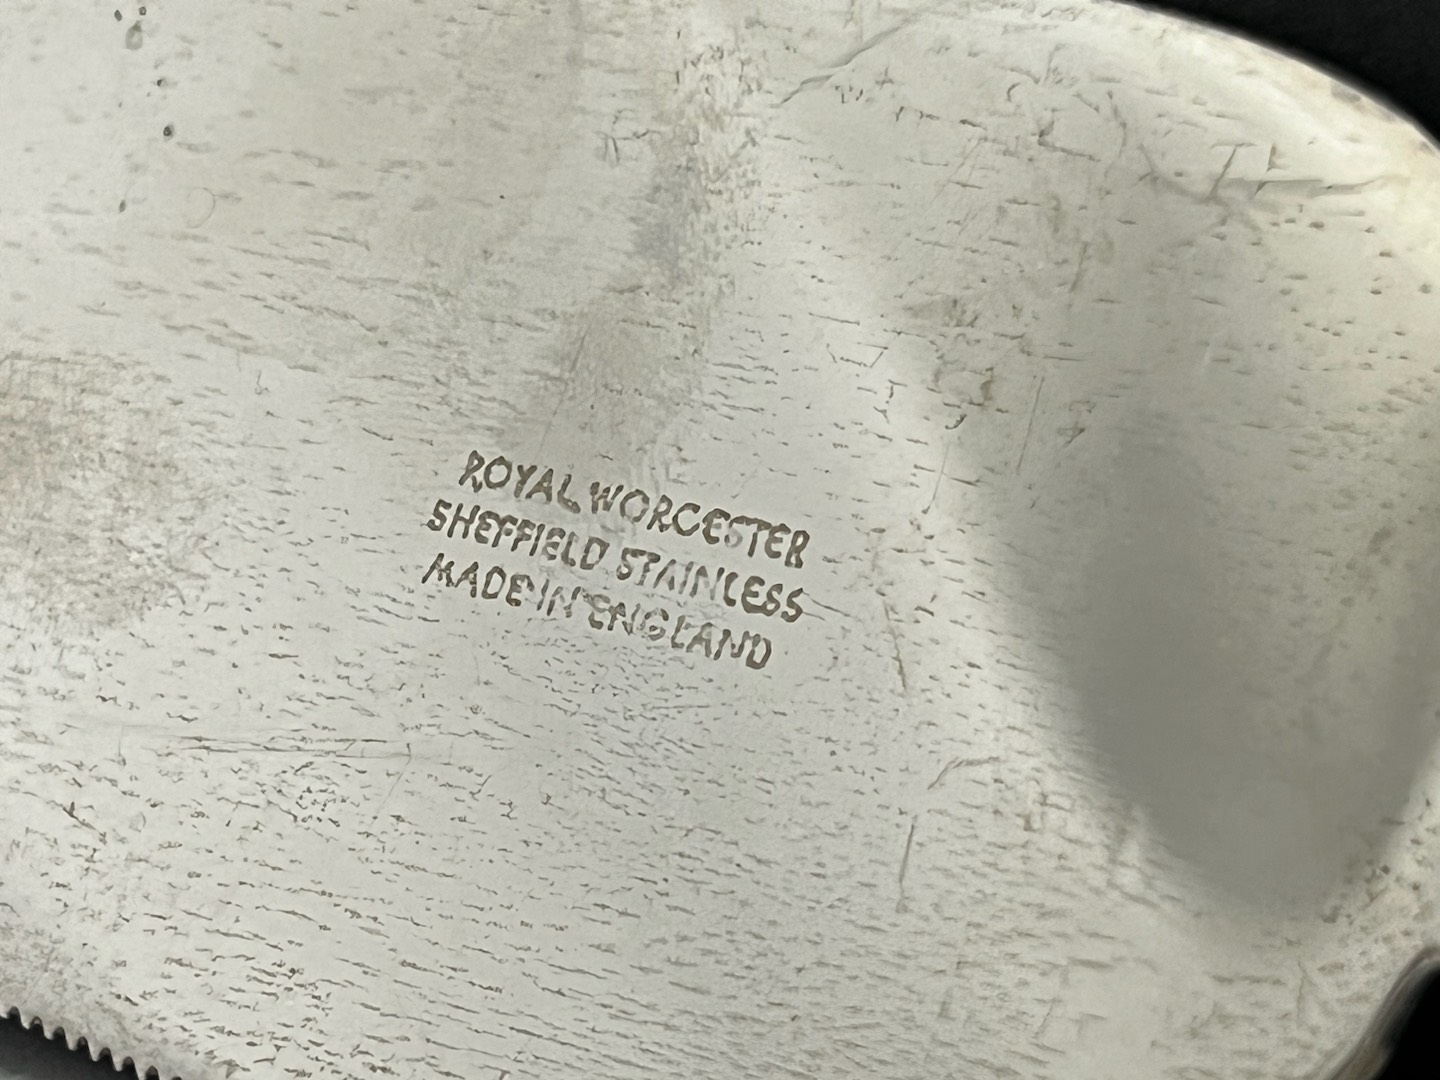 ROYAL WORCESTER
SHEFFIELD STAINLESS
MADE IN ENGLAND